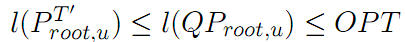 l(P^{T'}_{root,u}) ≤ l(QP_{root,u}) ≤ OPT